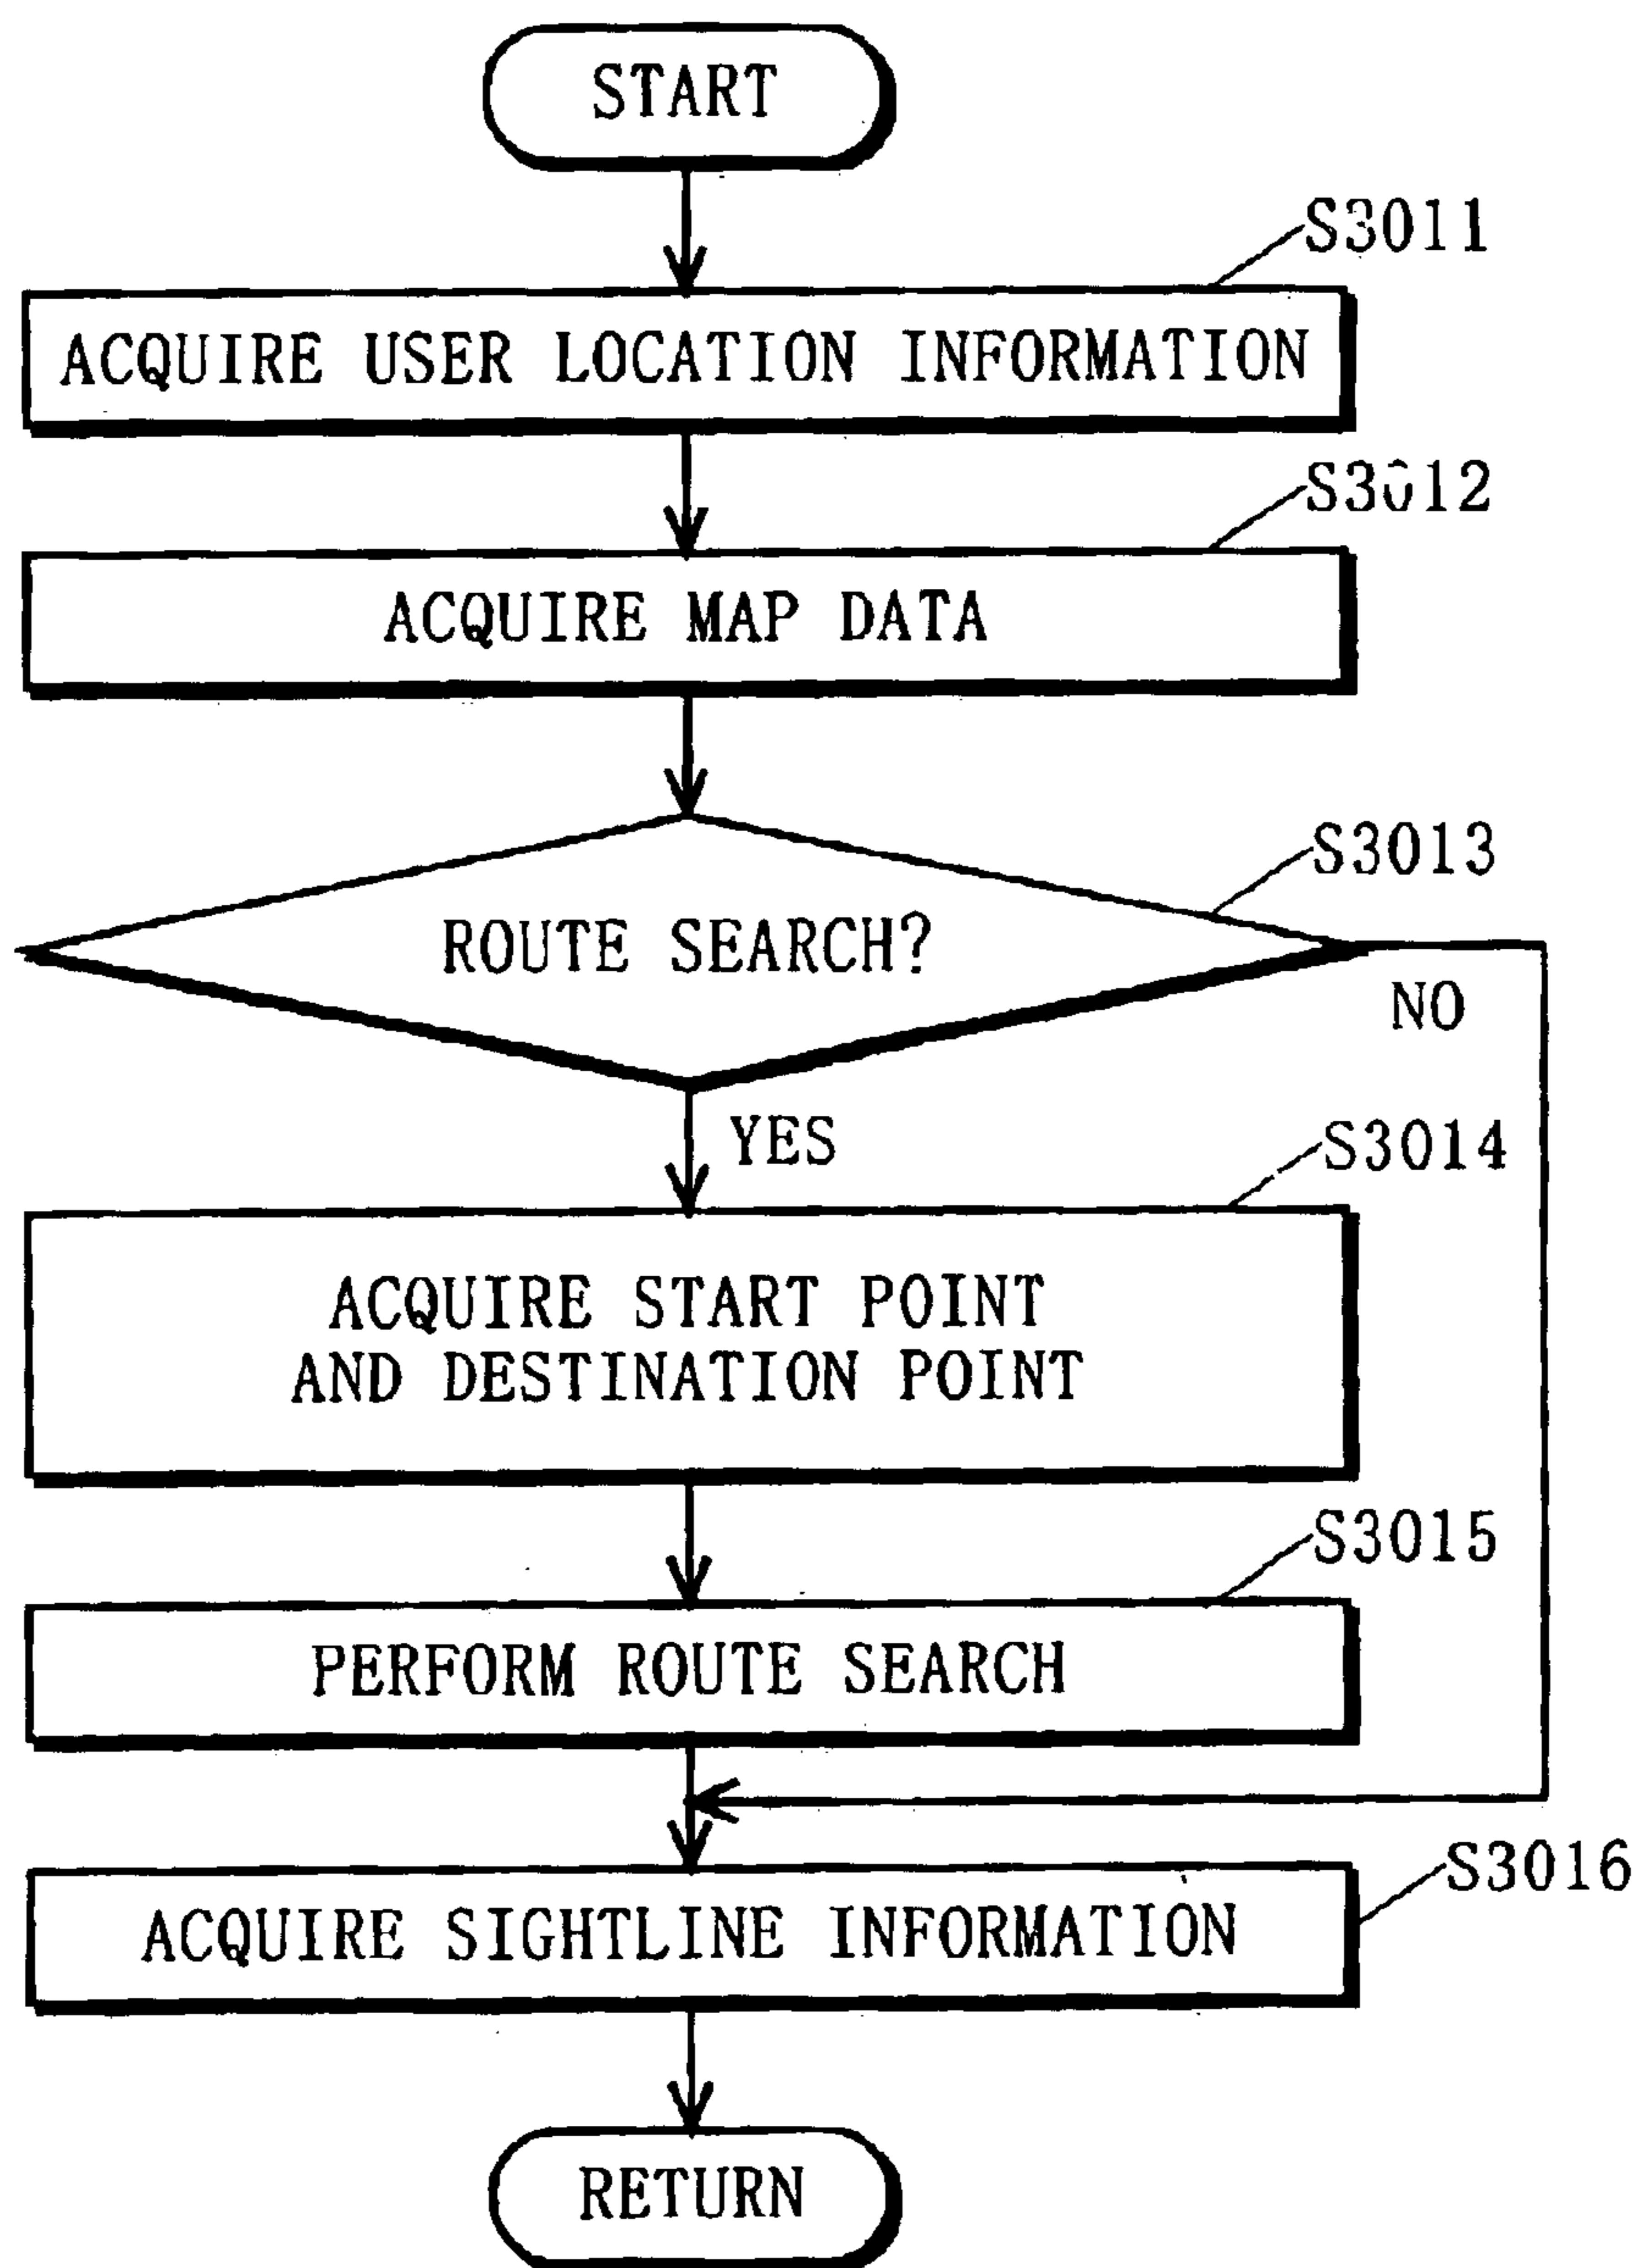 START
S3011
ACQUIRE USER LOCATION INFORMATION
S3012
ACQUIRE MAP DATA
S3013
ROUTE SEARCH?
NO
YES
S3014
ACQUIRE START POINT
AND DESTINATION POINT
S3015
PERFORM ROUTE SEARCH
S3016
ACQUIRE SIGHTLINE INFORMATION
RETURN